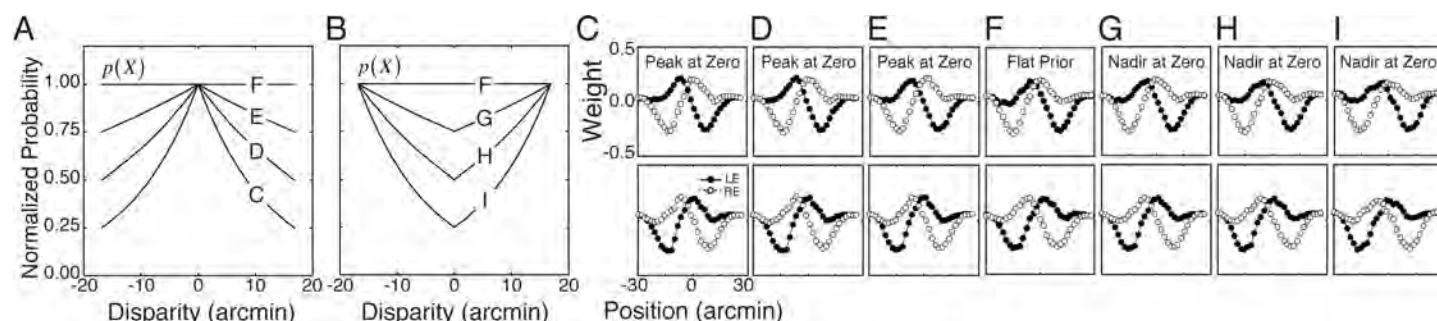 A B C D E F G H I
p(X) p(X) Peak at Zero Peak at Zero Peak at Zero Flat Prior Nadir at Zero Nadir at Zero Nadir at Zero
Normalized Probability
1.00
0.75
0.50
0.25
0.00
F
E
D
C
-20 -10 0 10 20
Disparity (arcmin)
F
G
H
I
-20 -10 0 10 20
Disparity (arcmin)
Weight
0.5
0.0
-0.5
LE
RE
-30 0 30
Position (arcmin)